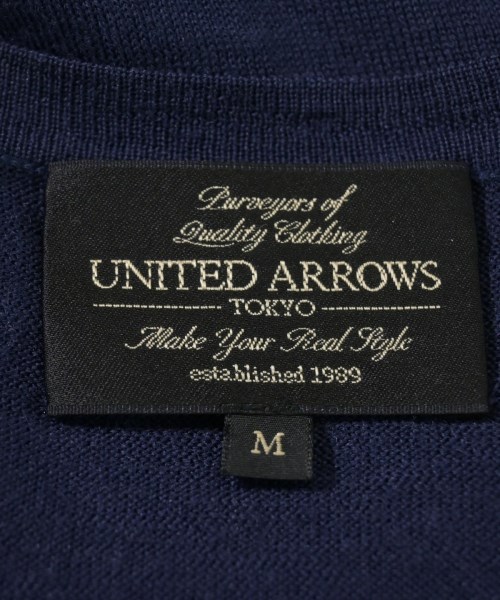 Purveyors of
Quality Clothing
UNITED ARROWS
TOKYO
Make Your Real Style
established 1989
M